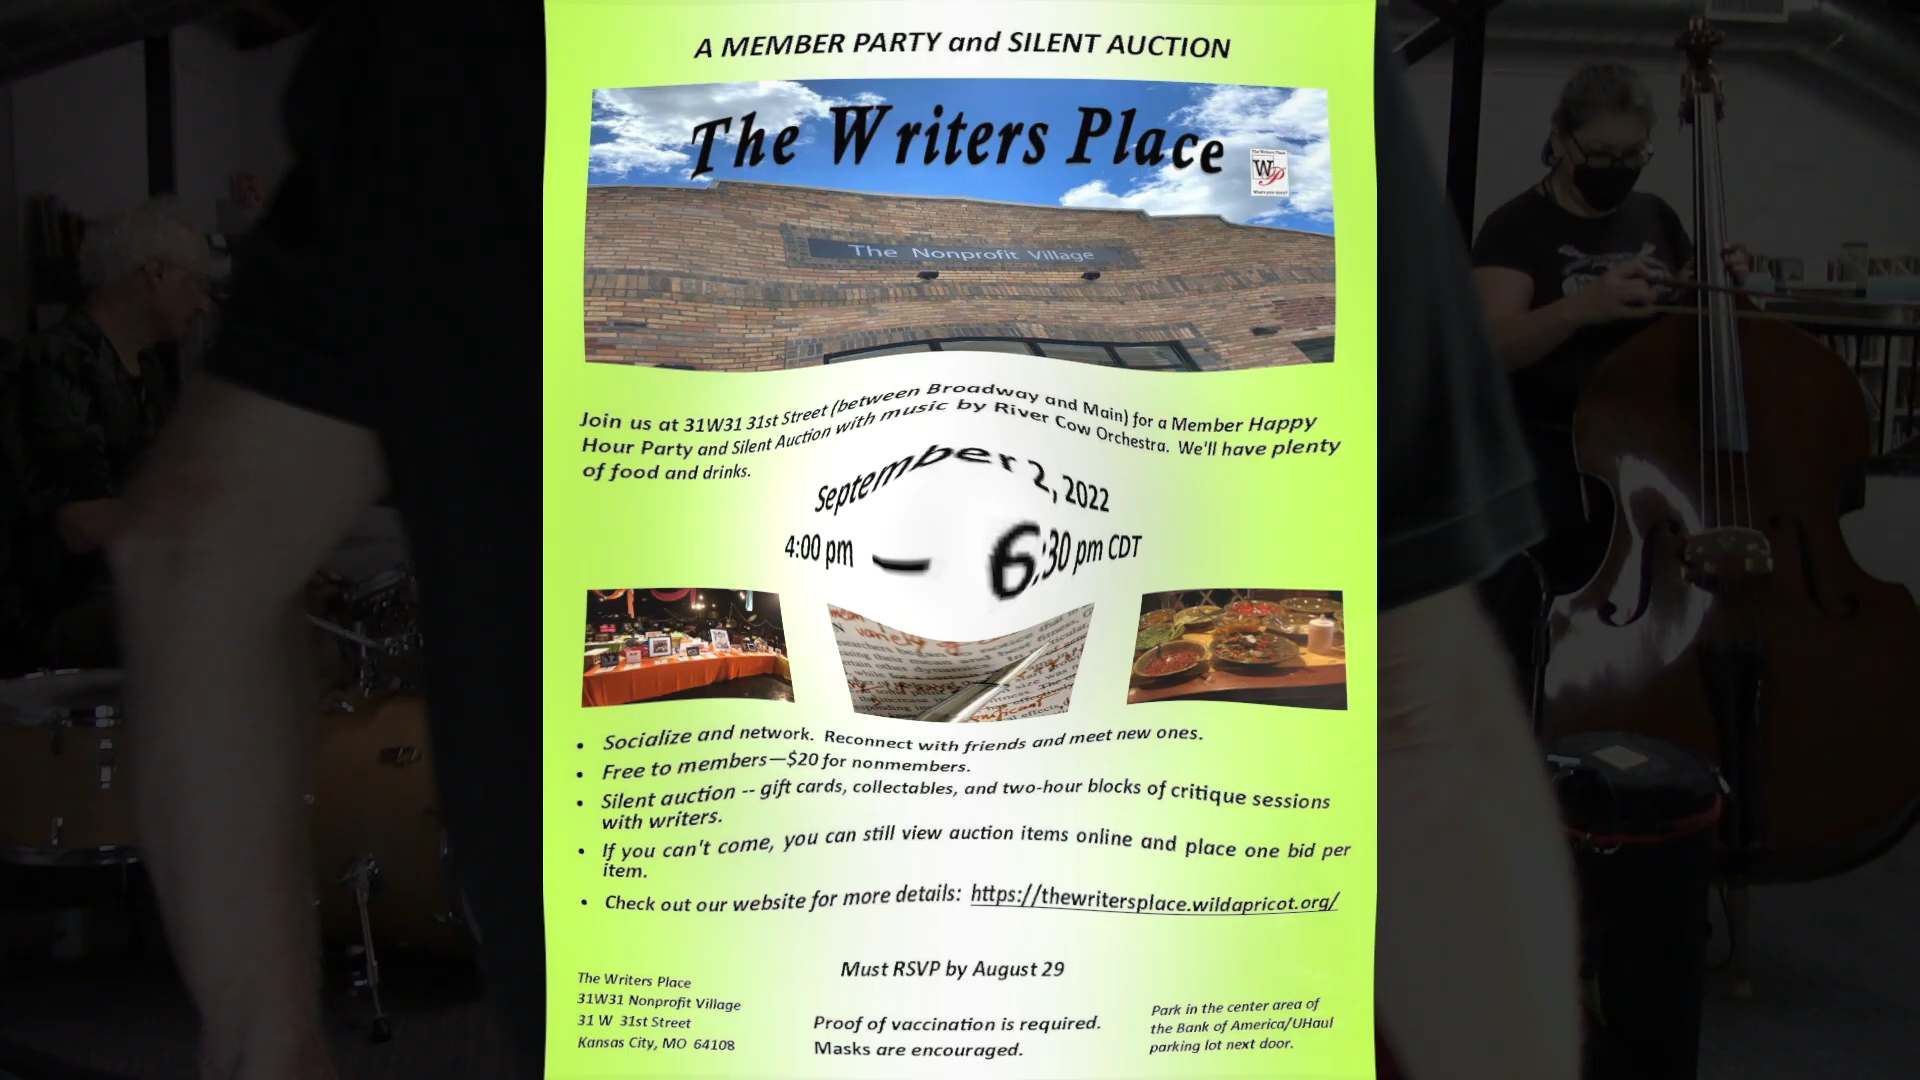 A MEMBER PARTY and SILENT AUCTION
The Writers Place
The Writers Place
WP
The Nonprofit Village
Join us at 31W31 31st Street (between Broadway and Main) for a Member Happy
Hour Party and Silent Auction with music by River Cow Orchestra. We'll have plenty
of food and drinks.
September 2, 2022
4:00 pm – 6:30 pm CDT
variety
significant
Socialize and network. Reconnect with friends and meet new ones.
Free to members—$20 for nonmembers.
Silent auction -- gift cards, collectables, and two-hour blocks of critique sessions
with writers.
If you can't come, you can still view auction items online and place one bid per
item.
Check out our website for more details: https://thewritersplace.wildapricot.org/
Must RSVP by August 29
The Writers Place
31W31 Nonprofit Village
31 W 31st Street
Kansas City, MO 64108
Proof of vaccination is required.
Masks are encouraged.
Park in the center area of
the Bank of America/UHaul
parking lot next door.